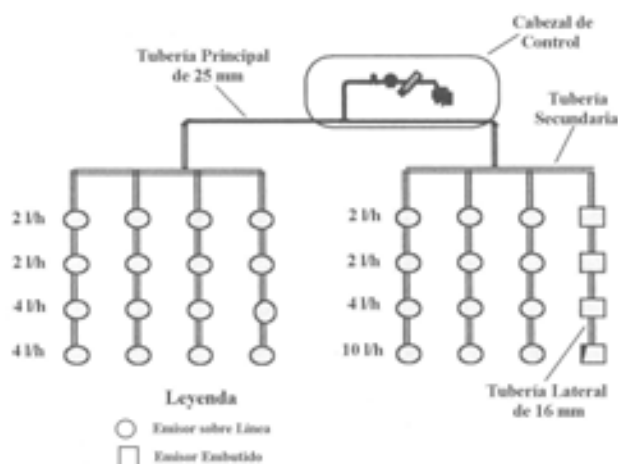 Cabezal de
Control
Tubería Principal
de 25 mm
Tubería
Secundaria
2 l/h
2 l/h
4 l/h
4 l/h
2 l/h
2 l/h
4 l/h
10 l/h
Tubería Lateral
de 16 mm
Leyenda
Emisor sobre Línea
Emisor Embutido